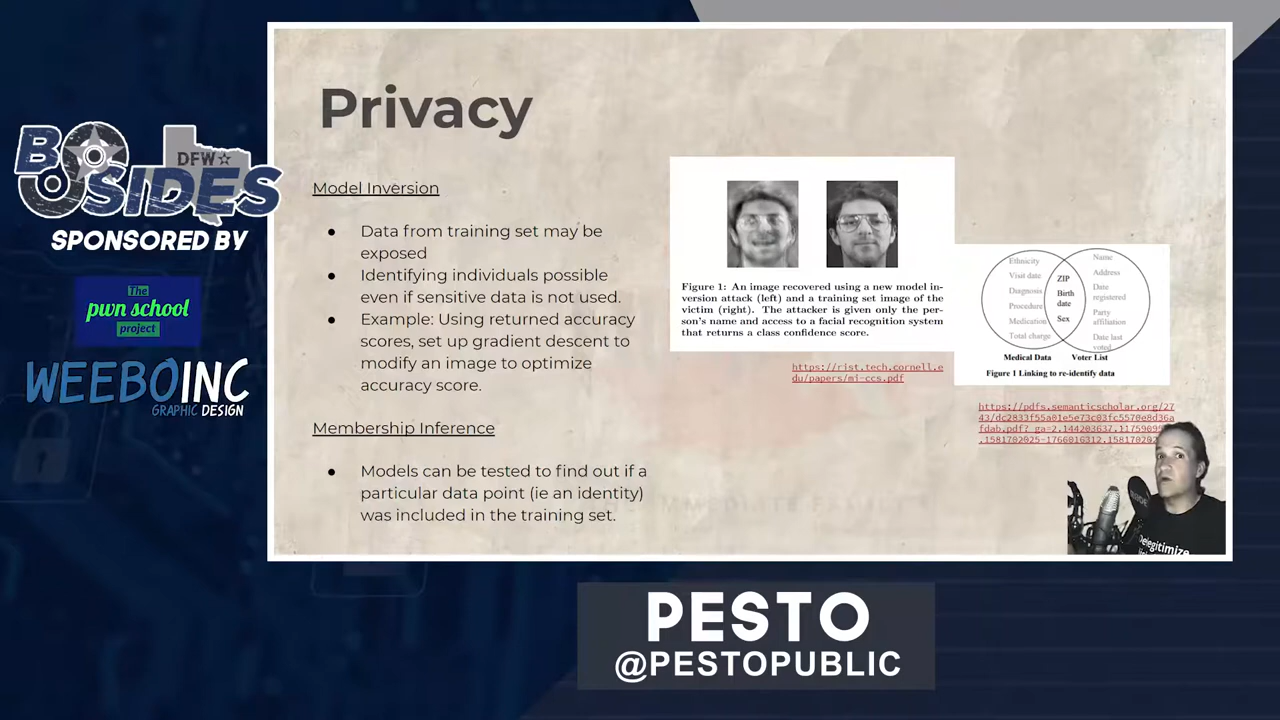 Privacy
Model Inversion
● Data from training set may be
exposed
● Identifying individuals possible
even if sensitive data is not used.
● Example: Using returned accuracy
scores, set up gradient descent to
modify an image to optimize
accuracy score.
Membership Inference
● Models can be tested to find out if a
particular data point (ie an identity)
was included in the training set.
Figure 1: An image recovered using a new model in-
version attack (left) and a training set image of the
victim (right). The attacker is given only the per-
son's name and access to a facial recognition system
that returns a class confidence score.
https://rist.tech.cornell.e
du/papers/mi-ccs.pdf
Ethnicity
Visit date
Diagnosis
Procedure
Medication
Total charge
ZIP
Birth
date
Sex
Name
Address
Date
registered
Party
affiliation
Date last
voted
Medical Data
Voter List
Figure 1 Linking to re-identify data
https://pdfs.semanticscholar.org/27
BSIDES
DFW
SPONSORED BY
The
pwn school
project
WEEBOINC
GRAPHIC DESIGN
Delegitimize
PESTO
@PESTOPUBLIC